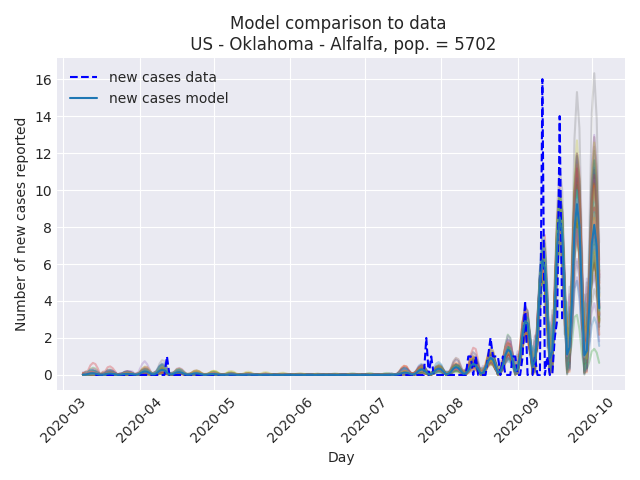 Model comparison to data
US - Oklahoma - Alfalfa, pop. = 5702
new cases data
new cases model
Number of new cases reported
16
14
12
10
8
6
4
2
0
2020-03
2020-04
2020-05
2020-06
2020-07
2020-08
2020-09
2020-10
Day